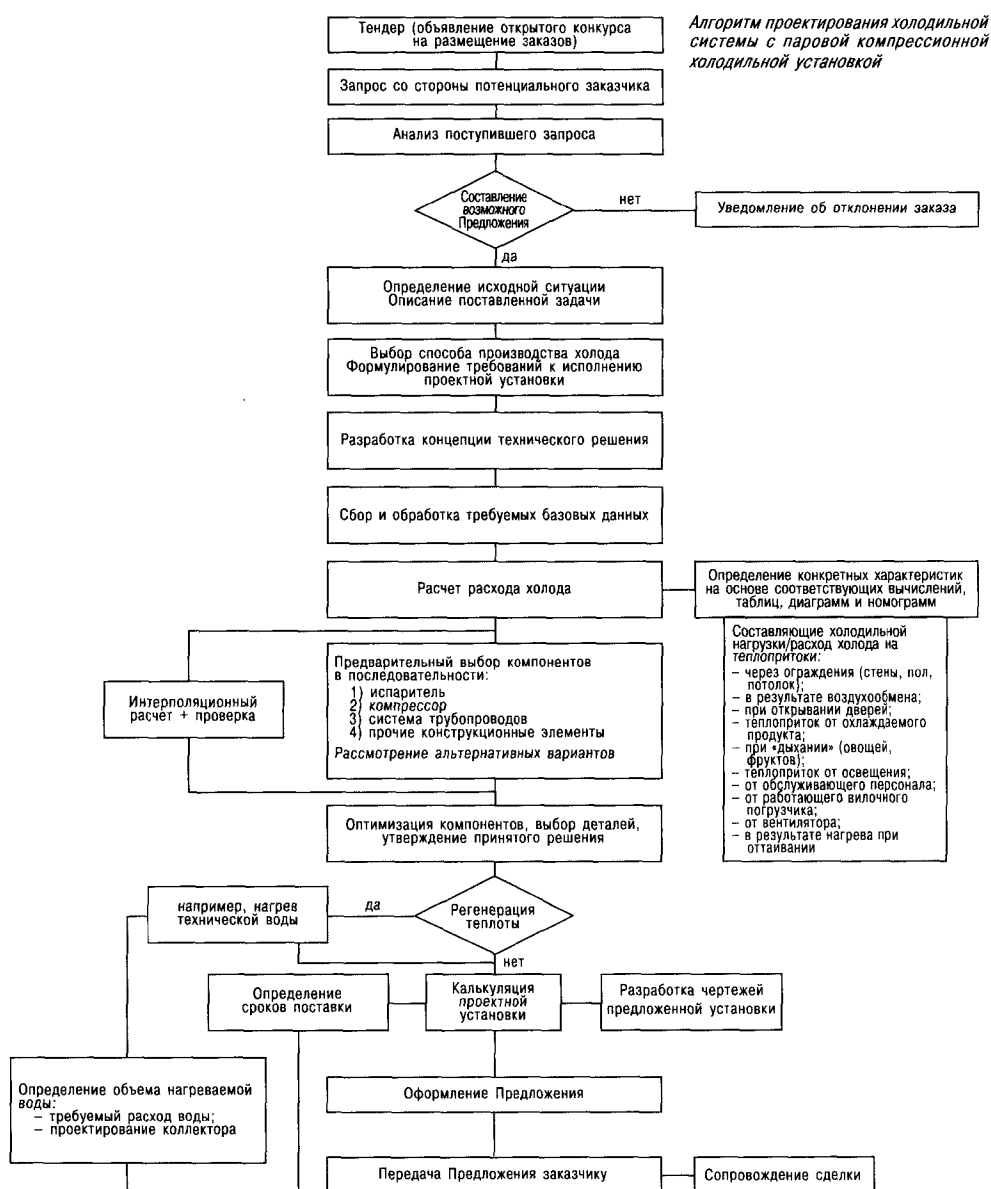 Алгоритм проектирования холодильной
системы с паровой компрессионной
холодильной установкой
Тендер (объявление открытого конкурса
на размещение заказов)
Запрос со стороны потенциального заказчика
Анализ поступившего запроса
Составление
возможного
Предложения
нет
Уведомление об отклонении заказа
да
Определение исходной ситуации
Описание поставленной задачи
Выбор способа производства холода
Формулирование требований к исполнению
проектной установки
Разработка концепции технического решения
Сбор и обработка требуемых базовых данных
Расчет расхода холода
Определение конкретных характеристик
на основе соответствующих вычислений,
таблиц, диаграмм и номограмм
Составляющие холодильной
нагрузки/расход холода на
теплопритоки:
– через ограждения (стены, пол,
потолок);
– в результате воздухообмена;
– при открывании дверей;
– теплоприток от охлаждаемого
продукта;
– при «дыхании» (овощей,
фруктов);
– теплоприток от освещения;
– от обслуживающего персонала;
– от работающего вилочного
погрузчика;
– от вентилятора;
– в результате нагрева при
оттаивании
Интерполяционный
расчет + проверка
Предварительный выбор компонентов
в последовательности:
1) испаритель
2) компрессор
3) система трубопроводов
4) прочие конструкционные элементы
Рассмотрение альтернативных вариантов
Оптимизация компонентов, выбор деталей,
утверждение принятого решения
например, нагрев
технической воды
да
Регенерация
теплоты
нет
Определение
сроков поставки
Калькуляция
проектной
установки
Разработка чертежей
предложенной установки
Определение объема нагреваемой
воды:
– требуемый расход воды;
– проектирование коллектора
Оформление Предложения
Передача Предложения заказчику
Сопровождение сделки